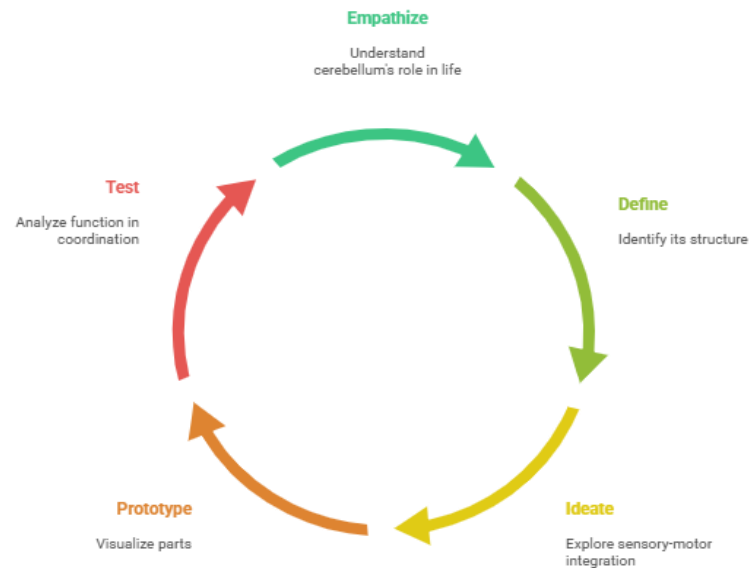 Empathize
Understand
cerebellum's role in life
Define
Identify its structure
Ideate
Explore sensory-motor
integration
Prototype
Visualize parts
Test
Analyze function in
coordination